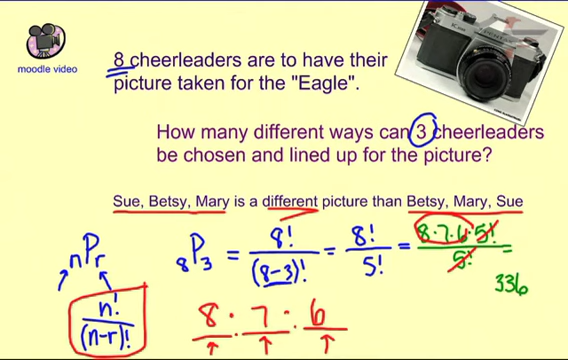 moodle video
8 cheerleaders are to have their
picture taken for the "Eagle".
How many different ways can 3 cheerleaders
be chosen and lined up for the picture?
Sue, Betsy, Mary is a different picture than Betsy, Mary, Sue
nPr
n!
(n-r)!
8P3 = 8! / (8-3)! = 8! / 5! = 8·7·6·5! / 5! =
336
8 · 7 · 6